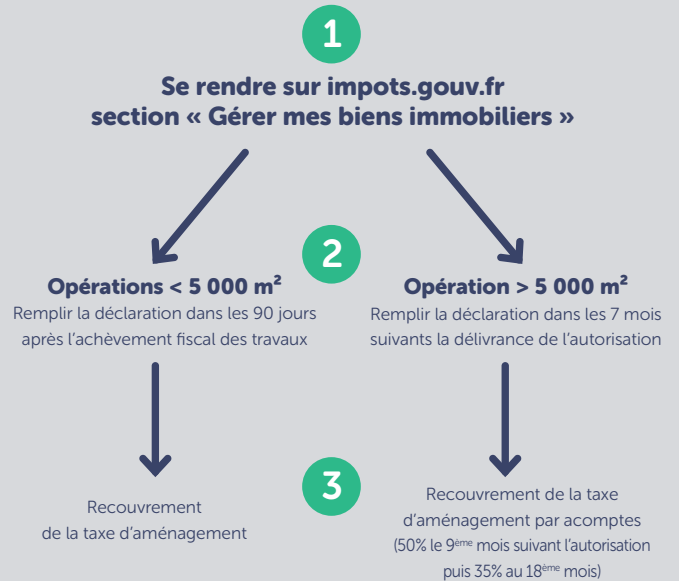 1
Se rendre sur impots.gouv.fr
section « Gérer mes biens immobiliers »
2
Opérations < 5 000 m²
Remplir la déclaration dans les 90 jours
après l’achèvement fiscal des travaux
Opération > 5 000 m²
Remplir la déclaration dans les 7 mois
suivants la délivrance de l’autorisation
3
Recouvrement
de la taxe d’aménagement
Recouvrement de la taxe
d’aménagement par acomptes
(50% le 9ème mois suivant l’autorisation
puis 35% au 18ème mois)